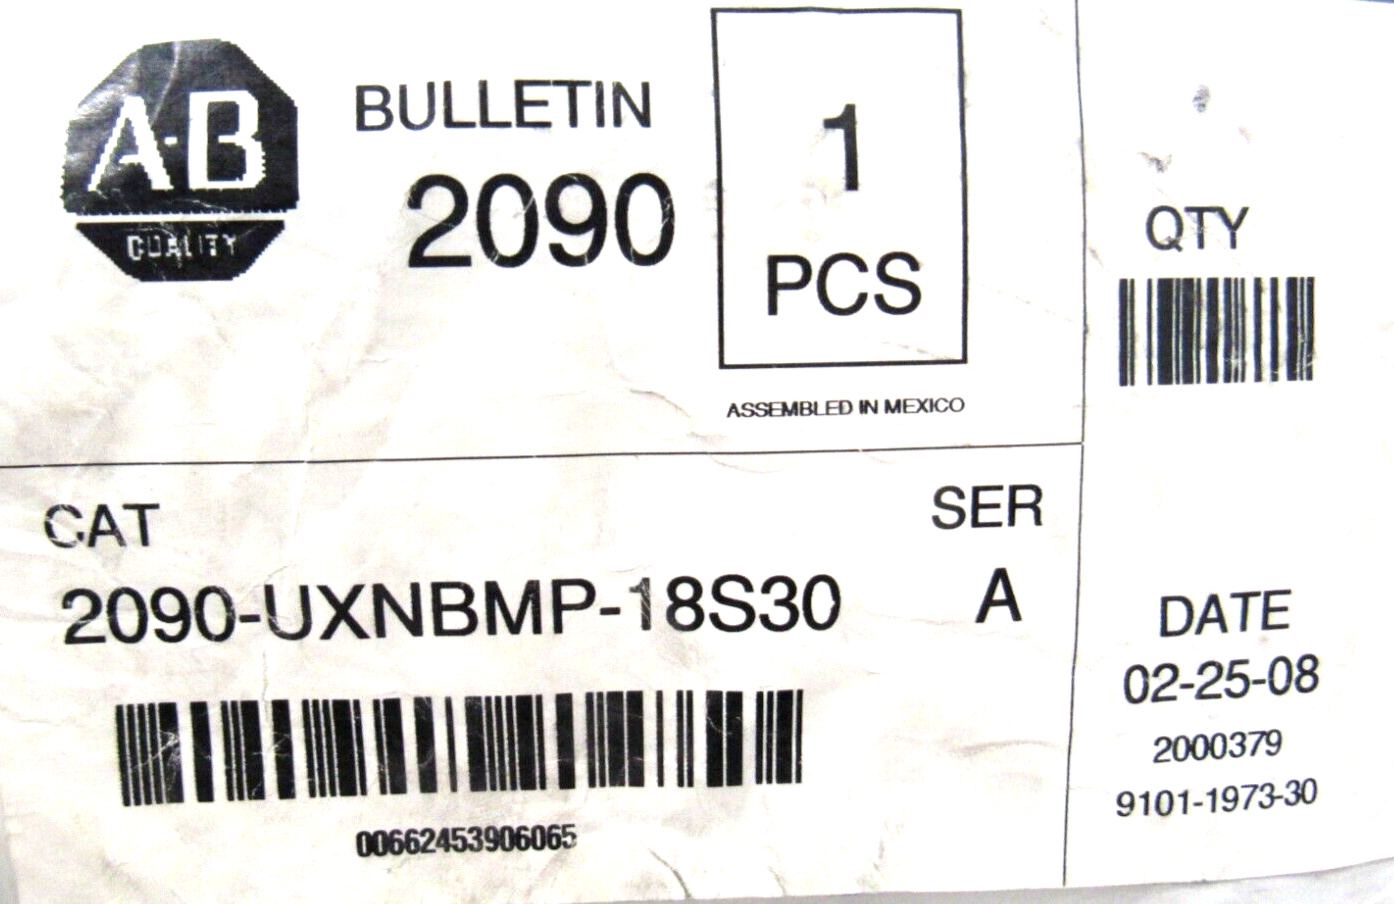 A-B
QUALITY
BULLETIN
2090
1
PCS
ASSEMBLED IN MEXICO
QTY
CAT
SER
2090-UXNBMP-18S30
A
00662453906065
DATE
02-25-08
2000379
9101-1973-30